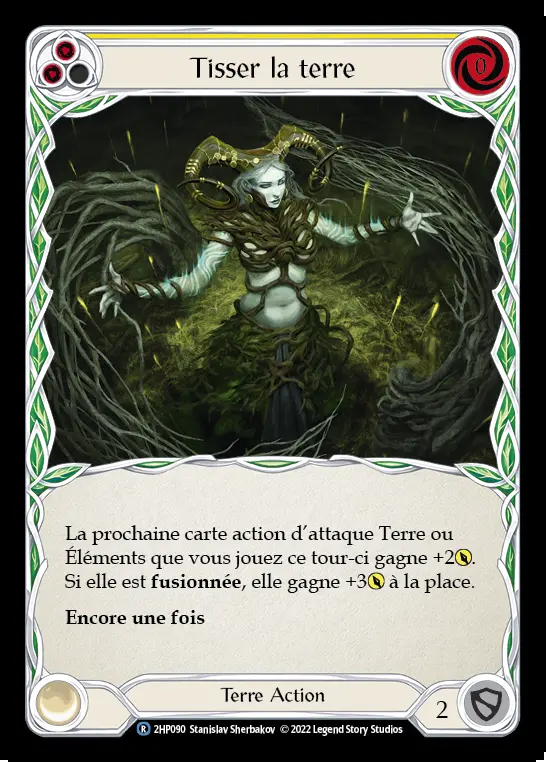 Tisser la terre
0
La prochaine carte action d’attaque Terre ou
Éléments que vous jouez ce tour-ci gagne +2.
Si elle est fusionnée, elle gagne +3 à la place.
Encore une fois
Terre Action
2
R 2HP090 Stanislav Sherbakov © 2022 Legend Story Studios